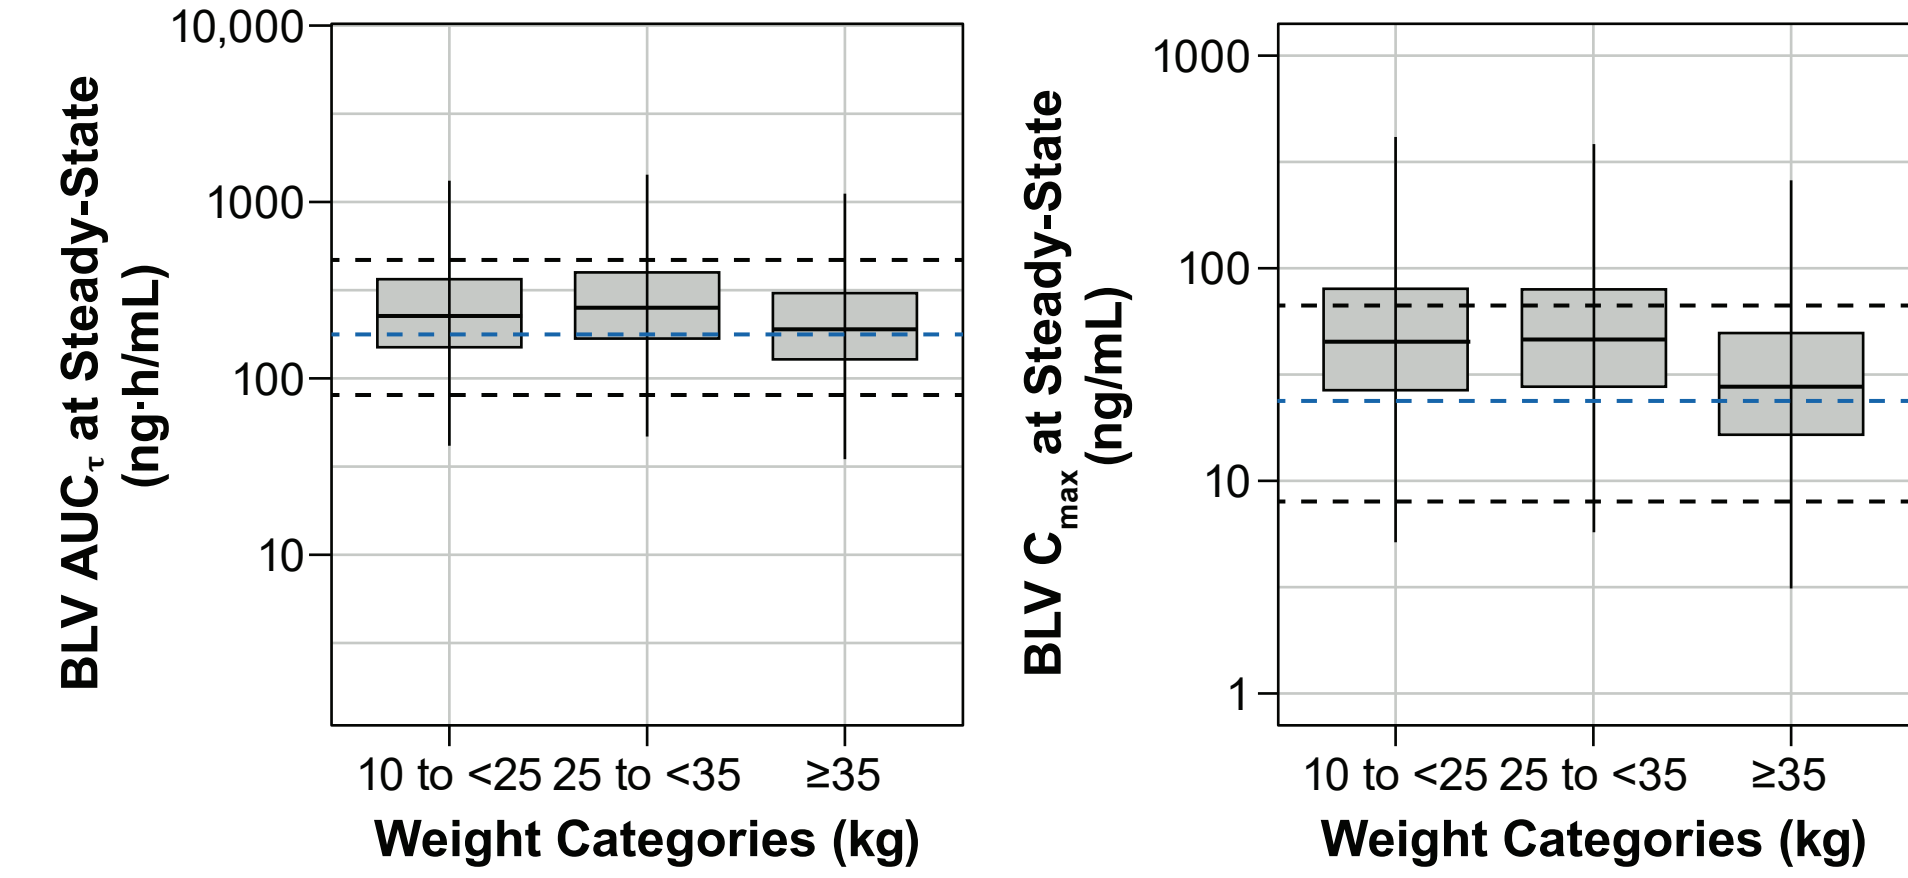 BLV AUCτ at Steady-State
(ng·h/mL)
10,000
1000
100
10
10 to <25 25 to <35 ≥35
Weight Categories (kg)
BLV Cmax at Steady-State
(ng/mL)
1000
100
10
1
10 to <25 25 to <35 ≥35
Weight Categories (kg)